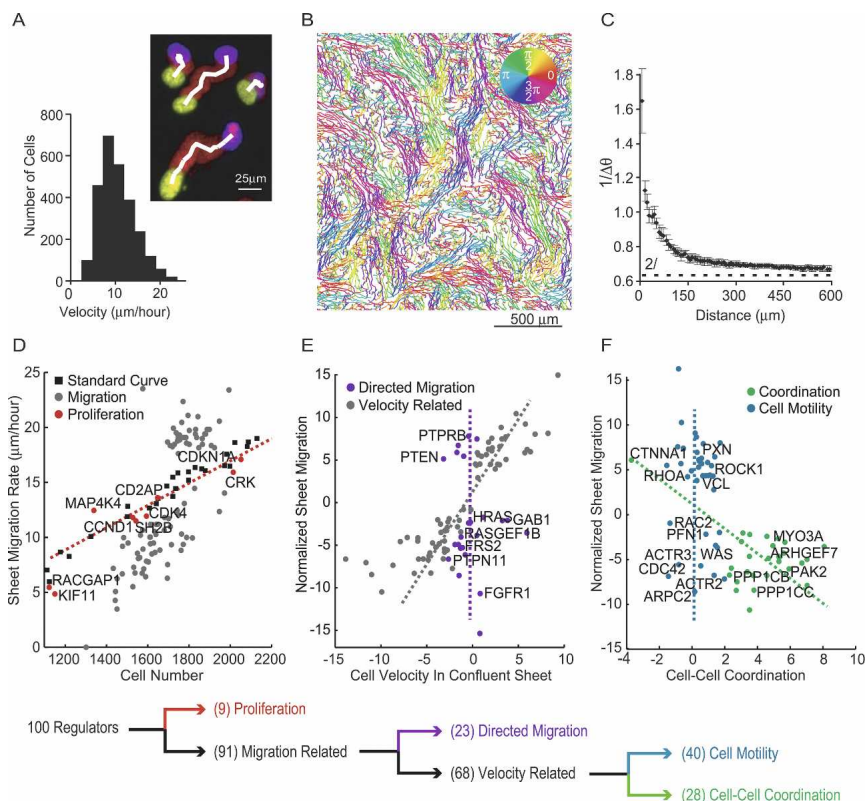 A
Number of Cells
800
600
400
200
0
0
10
20
Velocity (μm/hour)
25μm
B
π/2
π
0
3/2 π
500 μm
C
1/Δθ
1.8
1.4
1.2
1.0
0.8
0.6
2l
0
150
300
450
600
Distance (μm)
D
Sheet Migration Rate (μm/hour)
25
20
15
10
5
0
Standard Curve
Migration
Proliferation
CDKN1A
MAP4K4
CD2AP
CRK
CCND1
CDK4
SH2B
RACGAP1
KIF11
1200
1400
1600
1800
2000
2200
Cell Number
E
Normalized Sheet Migration
15
10
5
0
-5
-10
-15
Directed Migration
Velocity Related
PTPRB
PTEN
HRAS
GAB1
RASGEF1B
FRS2
PTPN11
FGFR1
-15
-10
-5
0
5
10
Cell Velocity In Confluent Sheet
F
Normalized Sheet Migration
20
15
10
5
0
-5
-10
-15
Coordination
Cell Motility
CTNNA1
PXN
RHOA
ROCK1
VCL
RAC2
PFN1
MYO3A
ACTR3
WAS
ARHGEF7
CDC42
PPP1CB
PAK2
ACTR2
ARPC2
PPP1CC
-4
-2
0
2
4
6
8
10
Cell-Cell Coordination
100 Regulators
(9) Proliferation
(91) Migration Related
(23) Directed Migration
(68) Velocity Related
(40) Cell Motility
(28) Cell-Cell Coordination